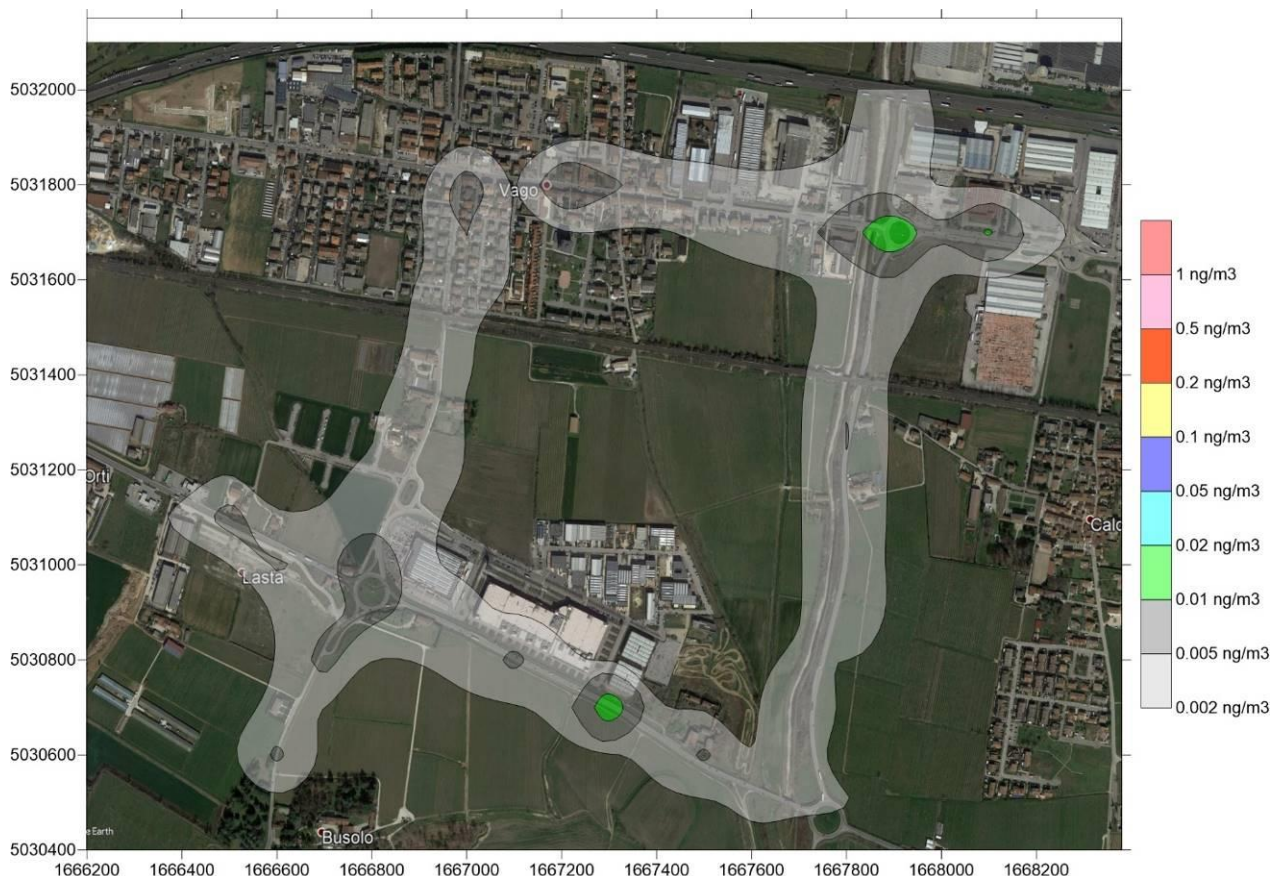 5032000
5031800
5031600
5031400
5031200
5031000
5030800
5030600
5030400
1666200 1666400 1666600 1666800 1667000 1667200 1667400 1667600 1667800 1668000 1668200
Vago
Orti
Lasta
Calc
Busolo
e Earth
1 ng/m3
0.5 ng/m3
0.2 ng/m3
0.1 ng/m3
0.05 ng/m3
0.02 ng/m3
0.01 ng/m3
0.005 ng/m3
0.002 ng/m3